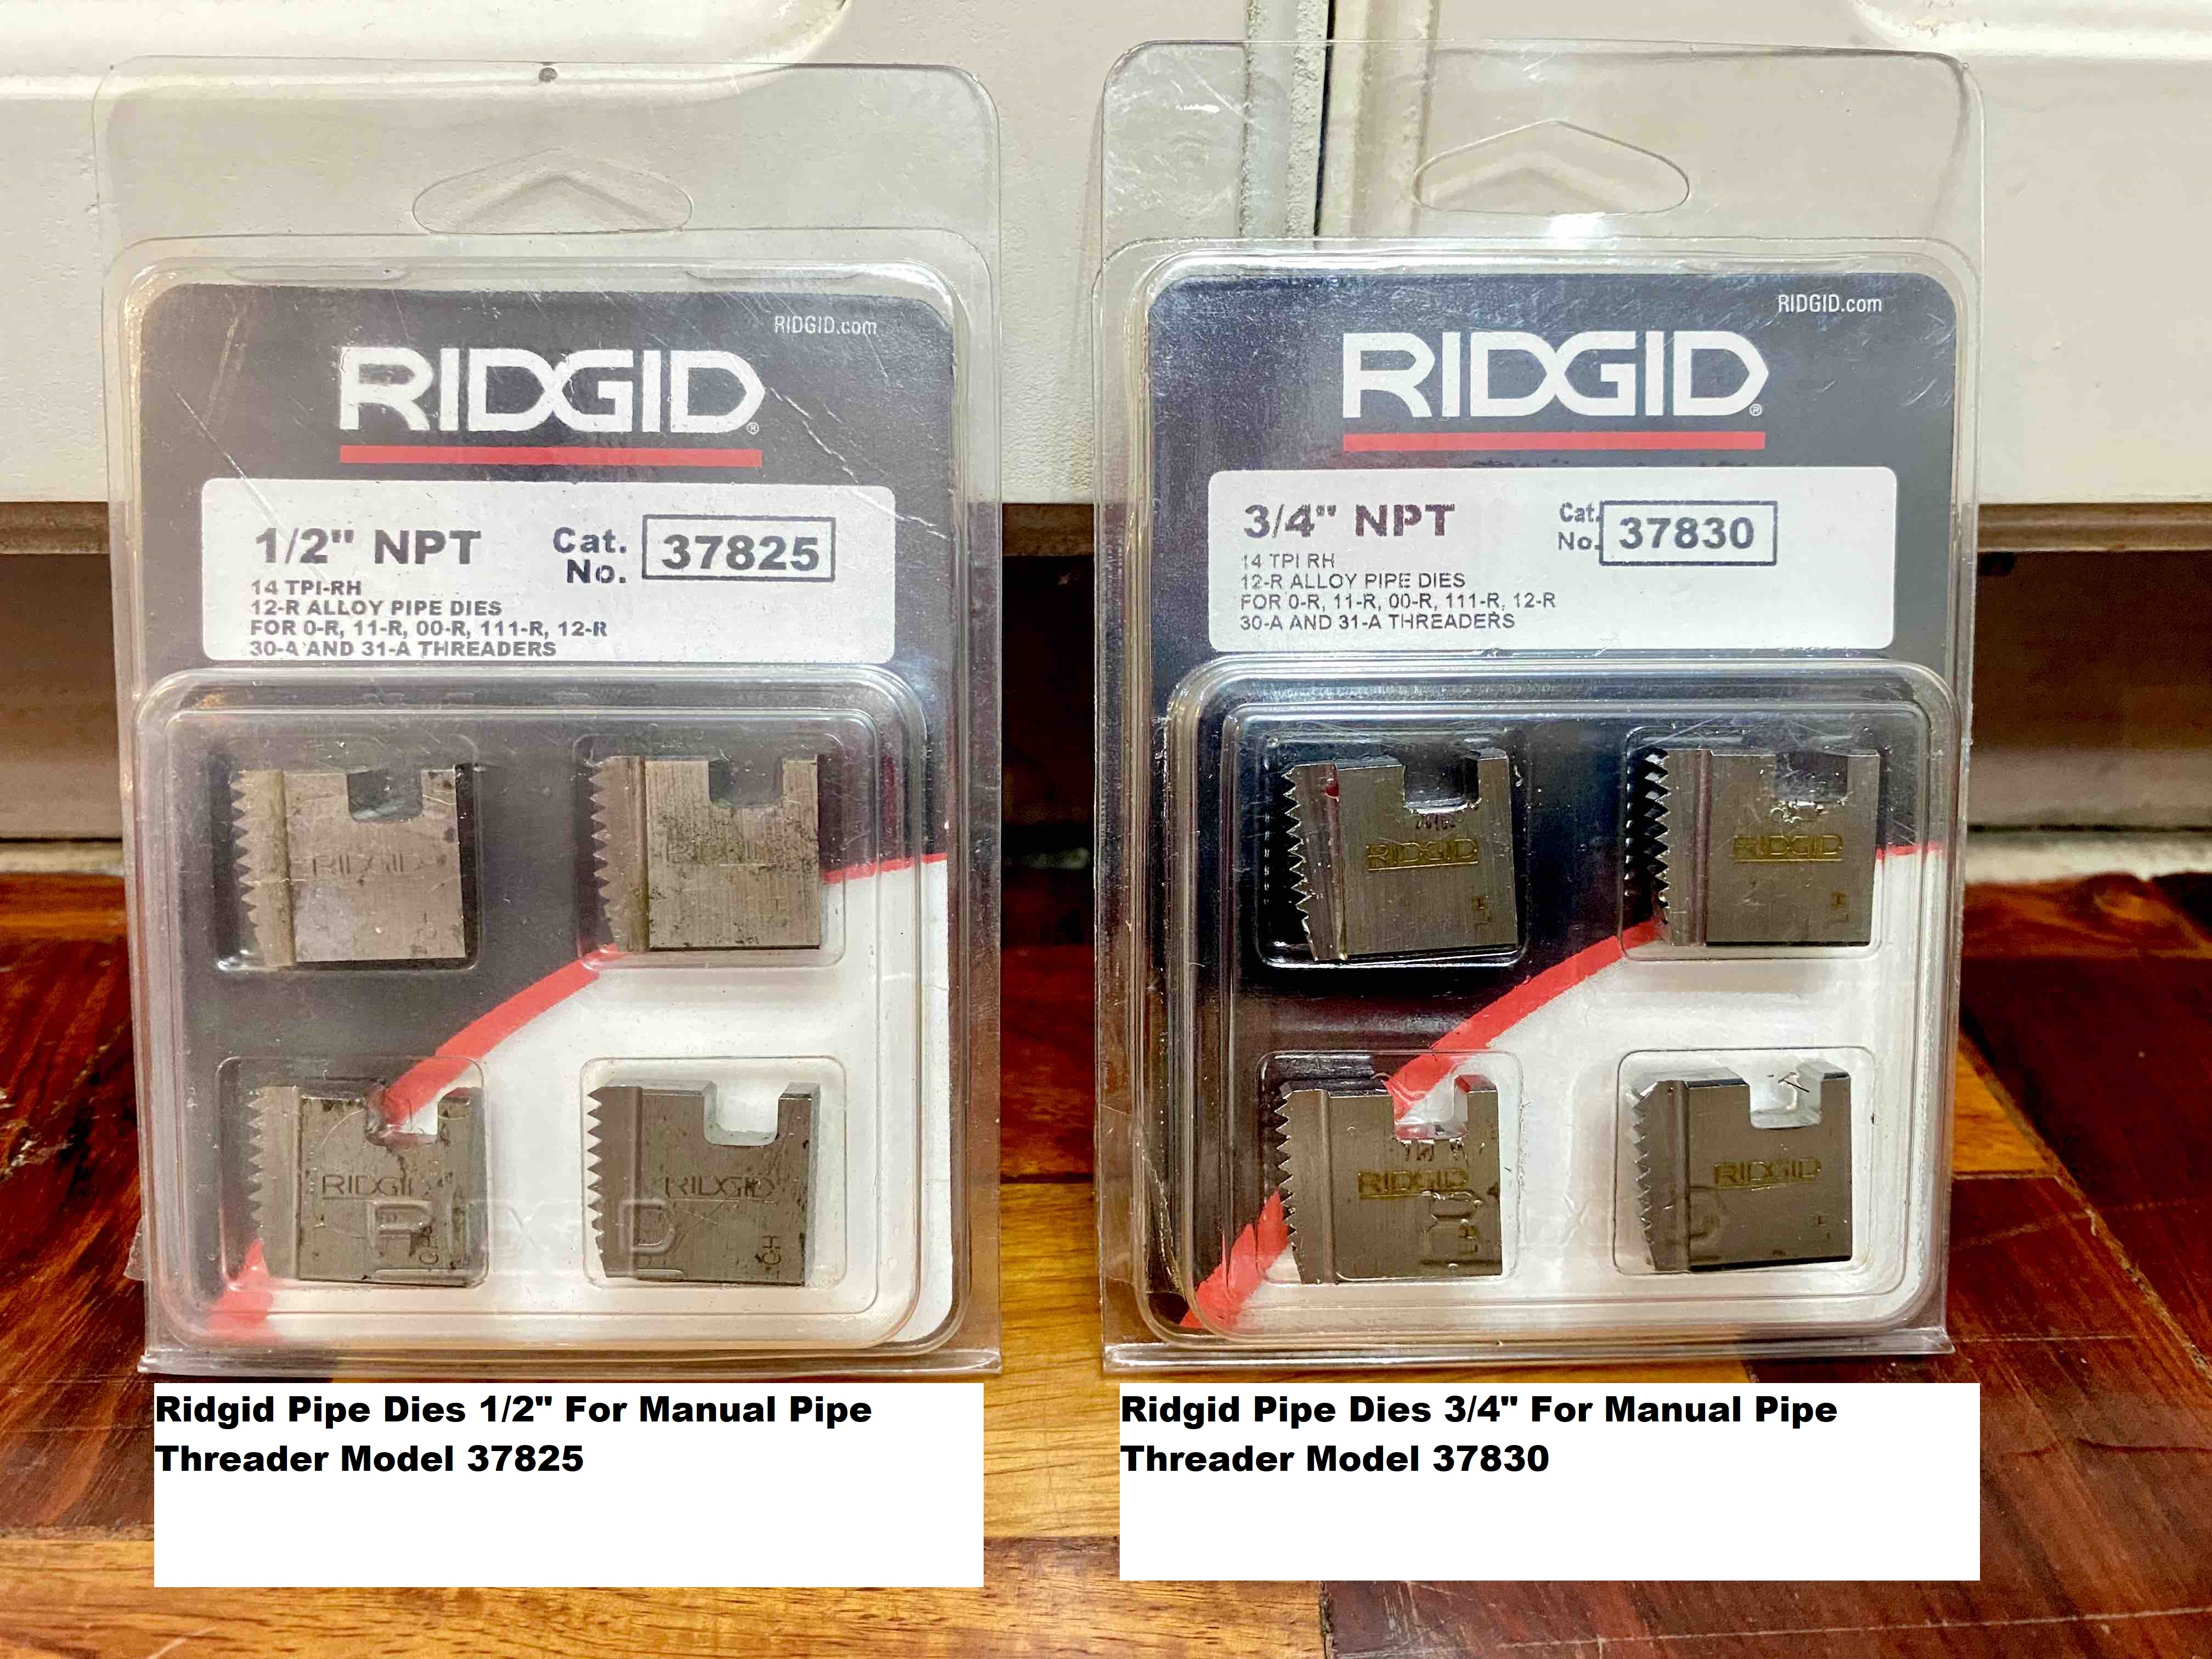 RIDGID.com
RIDGID®
1/2" NPT
Cat. No. 37825
14 TPI-RH
12-R ALLOY PIPE DIES
FOR 0-R, 11-R, 00-R, 111-R, 12-R
30-A AND 31-A THREADERS
RIDGID
RIDGID
RIDGID
RIDGID
GH
Ridgid Pipe Dies 1/2" For Manual Pipe
Threader Model 37825
RIDGID.com
RIDGID®
3/4" NPT
Cat. No. 37830
14 TPI RH
12-R ALLOY PIPE DIES
FOR 0-R, 11-R, 00-R, 111-R, 12-R
30-A AND 31-A THREADERS
RIDGID
RIDGID
RIDGID
RIDGID
Ridgid Pipe Dies 3/4" For Manual Pipe
Threader Model 37830